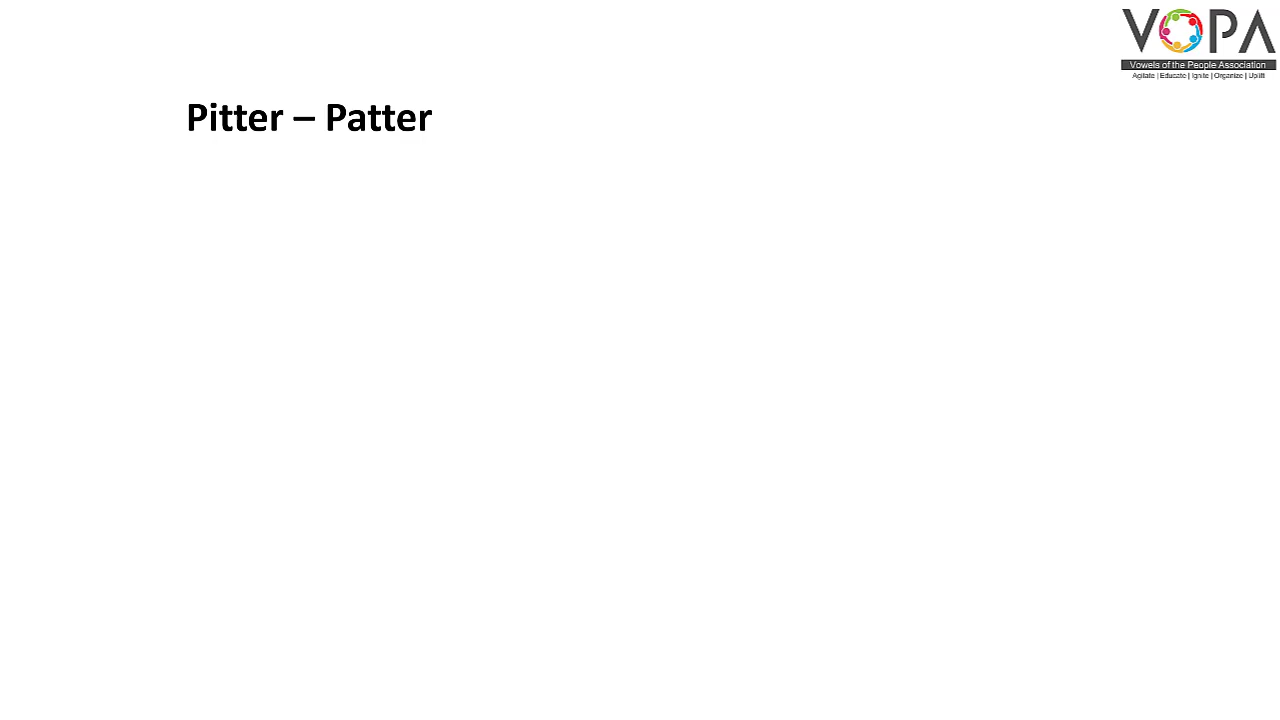 VOPA
Vowels of the People Association
Agitate | Educate | Ignite | Organize | Uplift
Pitter – Patter